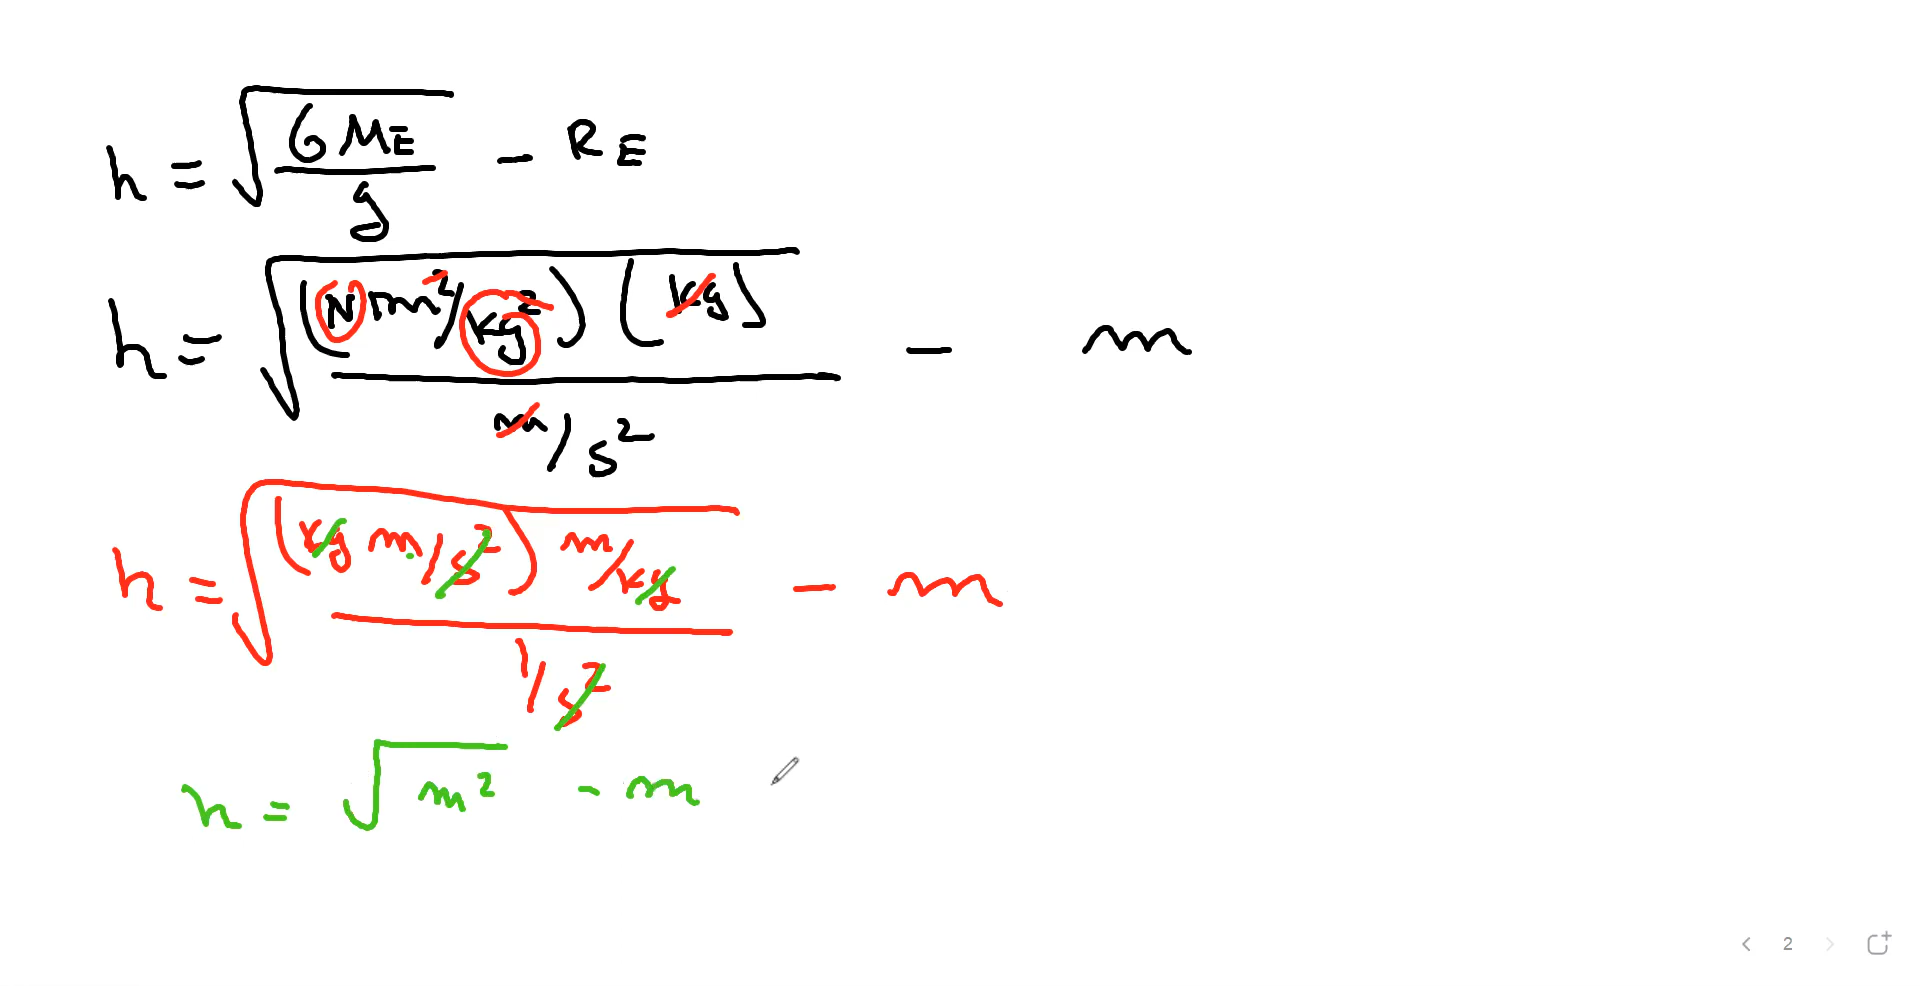 h = √(G M_E / g) - R_E
h = √((N m²/kg²) (kg) / m/s²) - m
h = √((kg m/s²) m/kg / 1/s²) - m
h = √m² - m
2